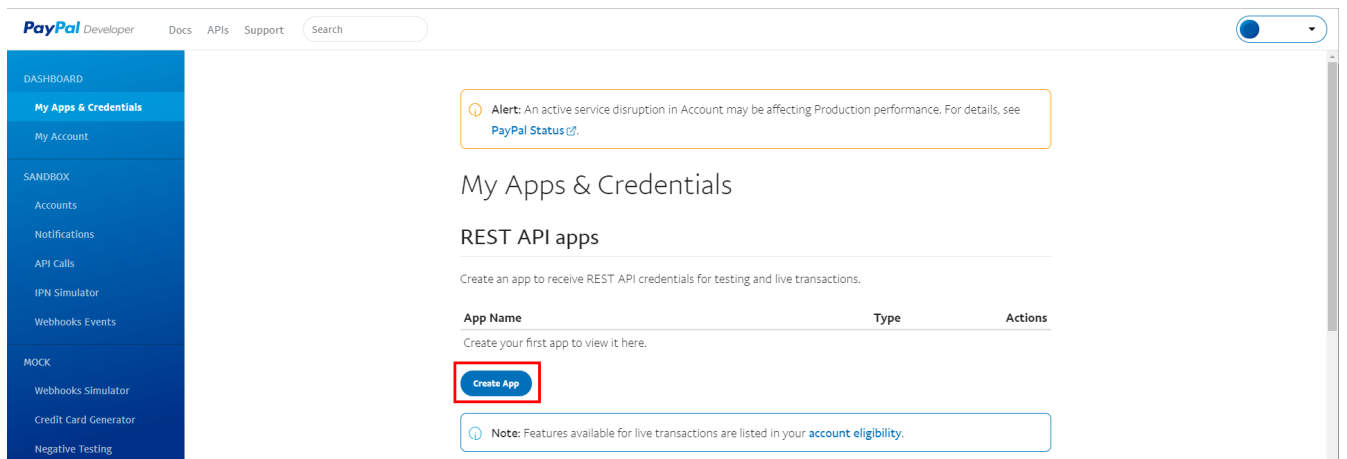 PayPal Developer
Docs APIs Support Search
DASHBOARD
My Apps & Credentials
My Account
SANDBOX
Accounts
Notifications
API Calls
IPN Simulator
Webhooks Events
MOCK
Webhooks Simulator
Credit Card Generator
Negative Testing
Alert: An active service disruption in Account may be affecting Production performance. For details, see
PayPal Status.
My Apps & Credentials
REST API apps
Create an app to receive REST API credentials for testing and live transactions.
App Name Type Actions
Create your first app to view it here.
Create App
Note: Features available for live transactions are listed in your account eligibility.